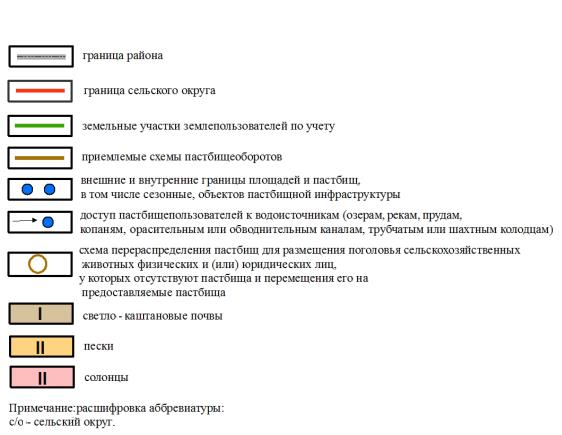 граница района
граница сельского округа
земельные участки землепользователей по учету
приемлемые схемы пастбищеоборотов
внешние и внутренние границы площадей и пастбищ,
в том числе сезонные, объектов пастбищной инфраструктуры
доступ пастбищепользователей к водоисточникам (озерам, рекам, прудам,
копаням, оросительным или обводнительным каналам, трубчатым или шахтным колодцам)
схема перераспределения пастбищ для размещения поголовья сельскохозяйственных
животных физических и (или) юридических лиц,
у которых отсутствуют пастбища и перемещения его на
предоставляемые пастбища
I светло - каштановые почвы
II пески
II солонцы
Примечание:расшифровка аббревиатуры:
с/о - сельский округ.